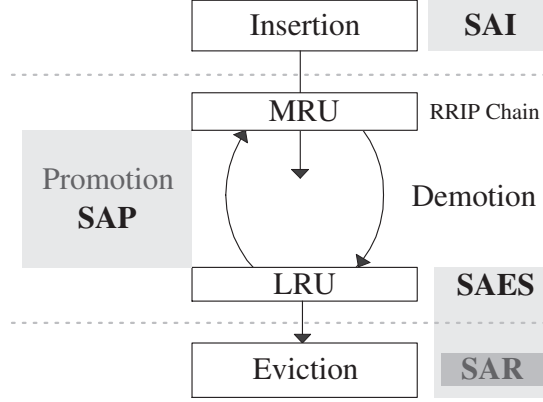 Insertion
SAI
MRU
RRIP Chain
Promotion
SAP
Demotion
LRU
SAES
Eviction
SAR